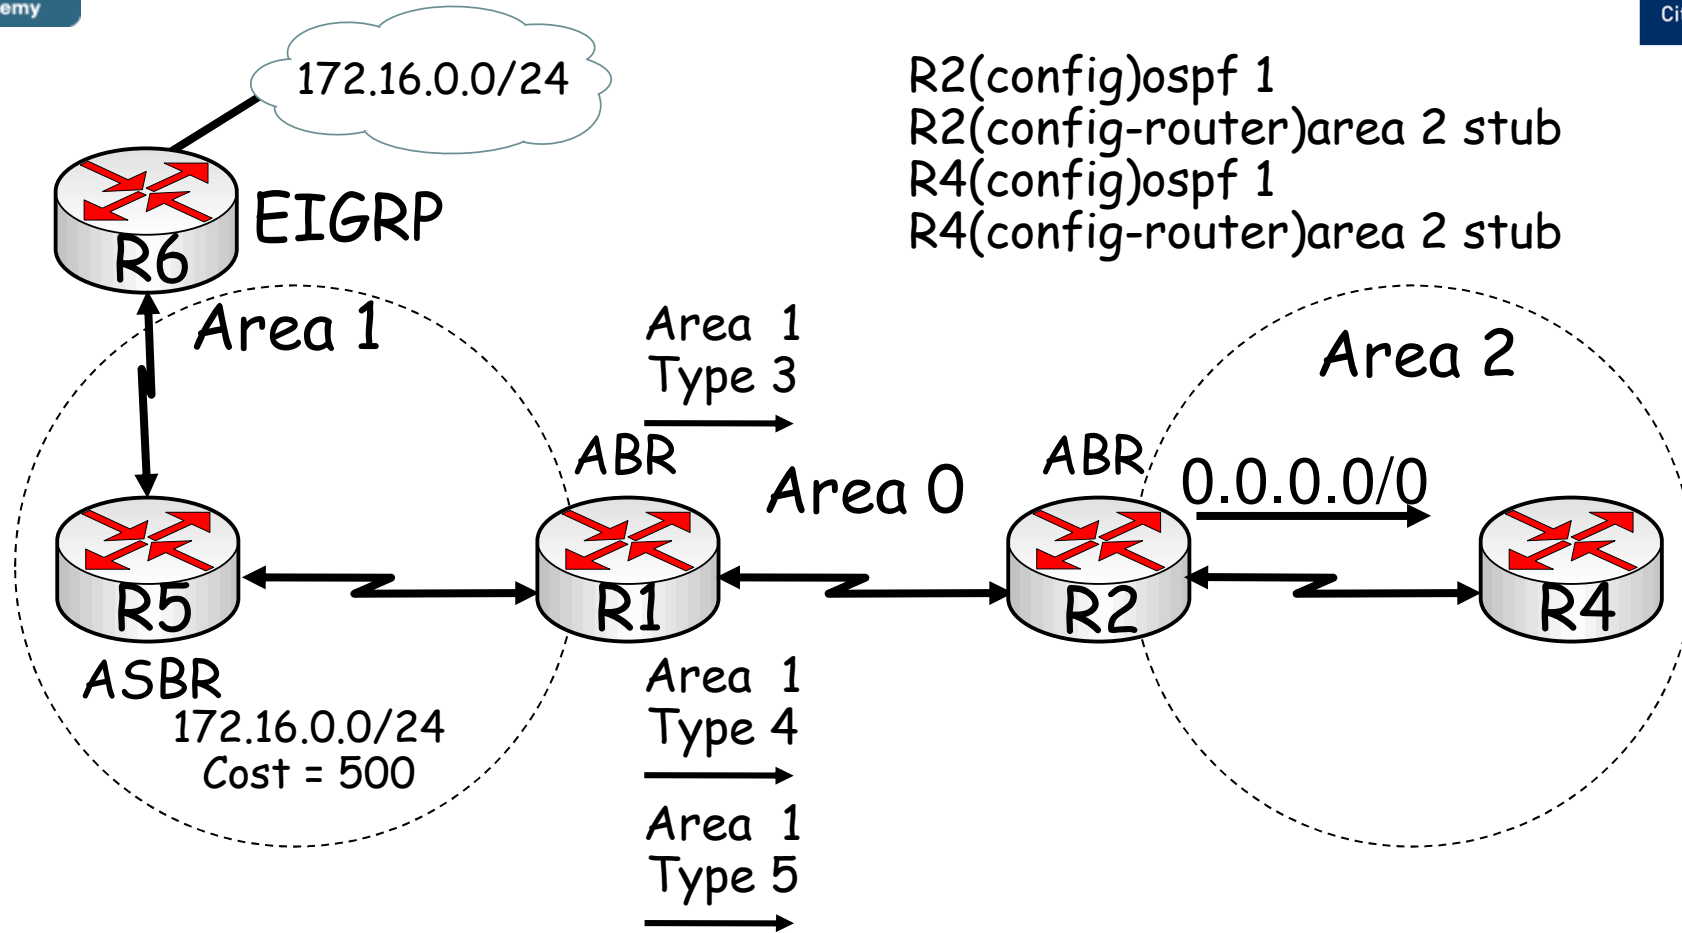 172.16.0.0/24
R2(config)ospf 1
R2(config-router)area 2 stub
R4(config)ospf 1
R4(config-router)area 2 stub
EIGRP
R6
Area 1
Area 1
Type 3
Area 2
ABR
Area 0
ABR
0.0.0.0/0
R5
R1
R2
R4
ASBR
172.16.0.0/24
Cost = 500
Area 1
Type 4
Area 1
Type 5